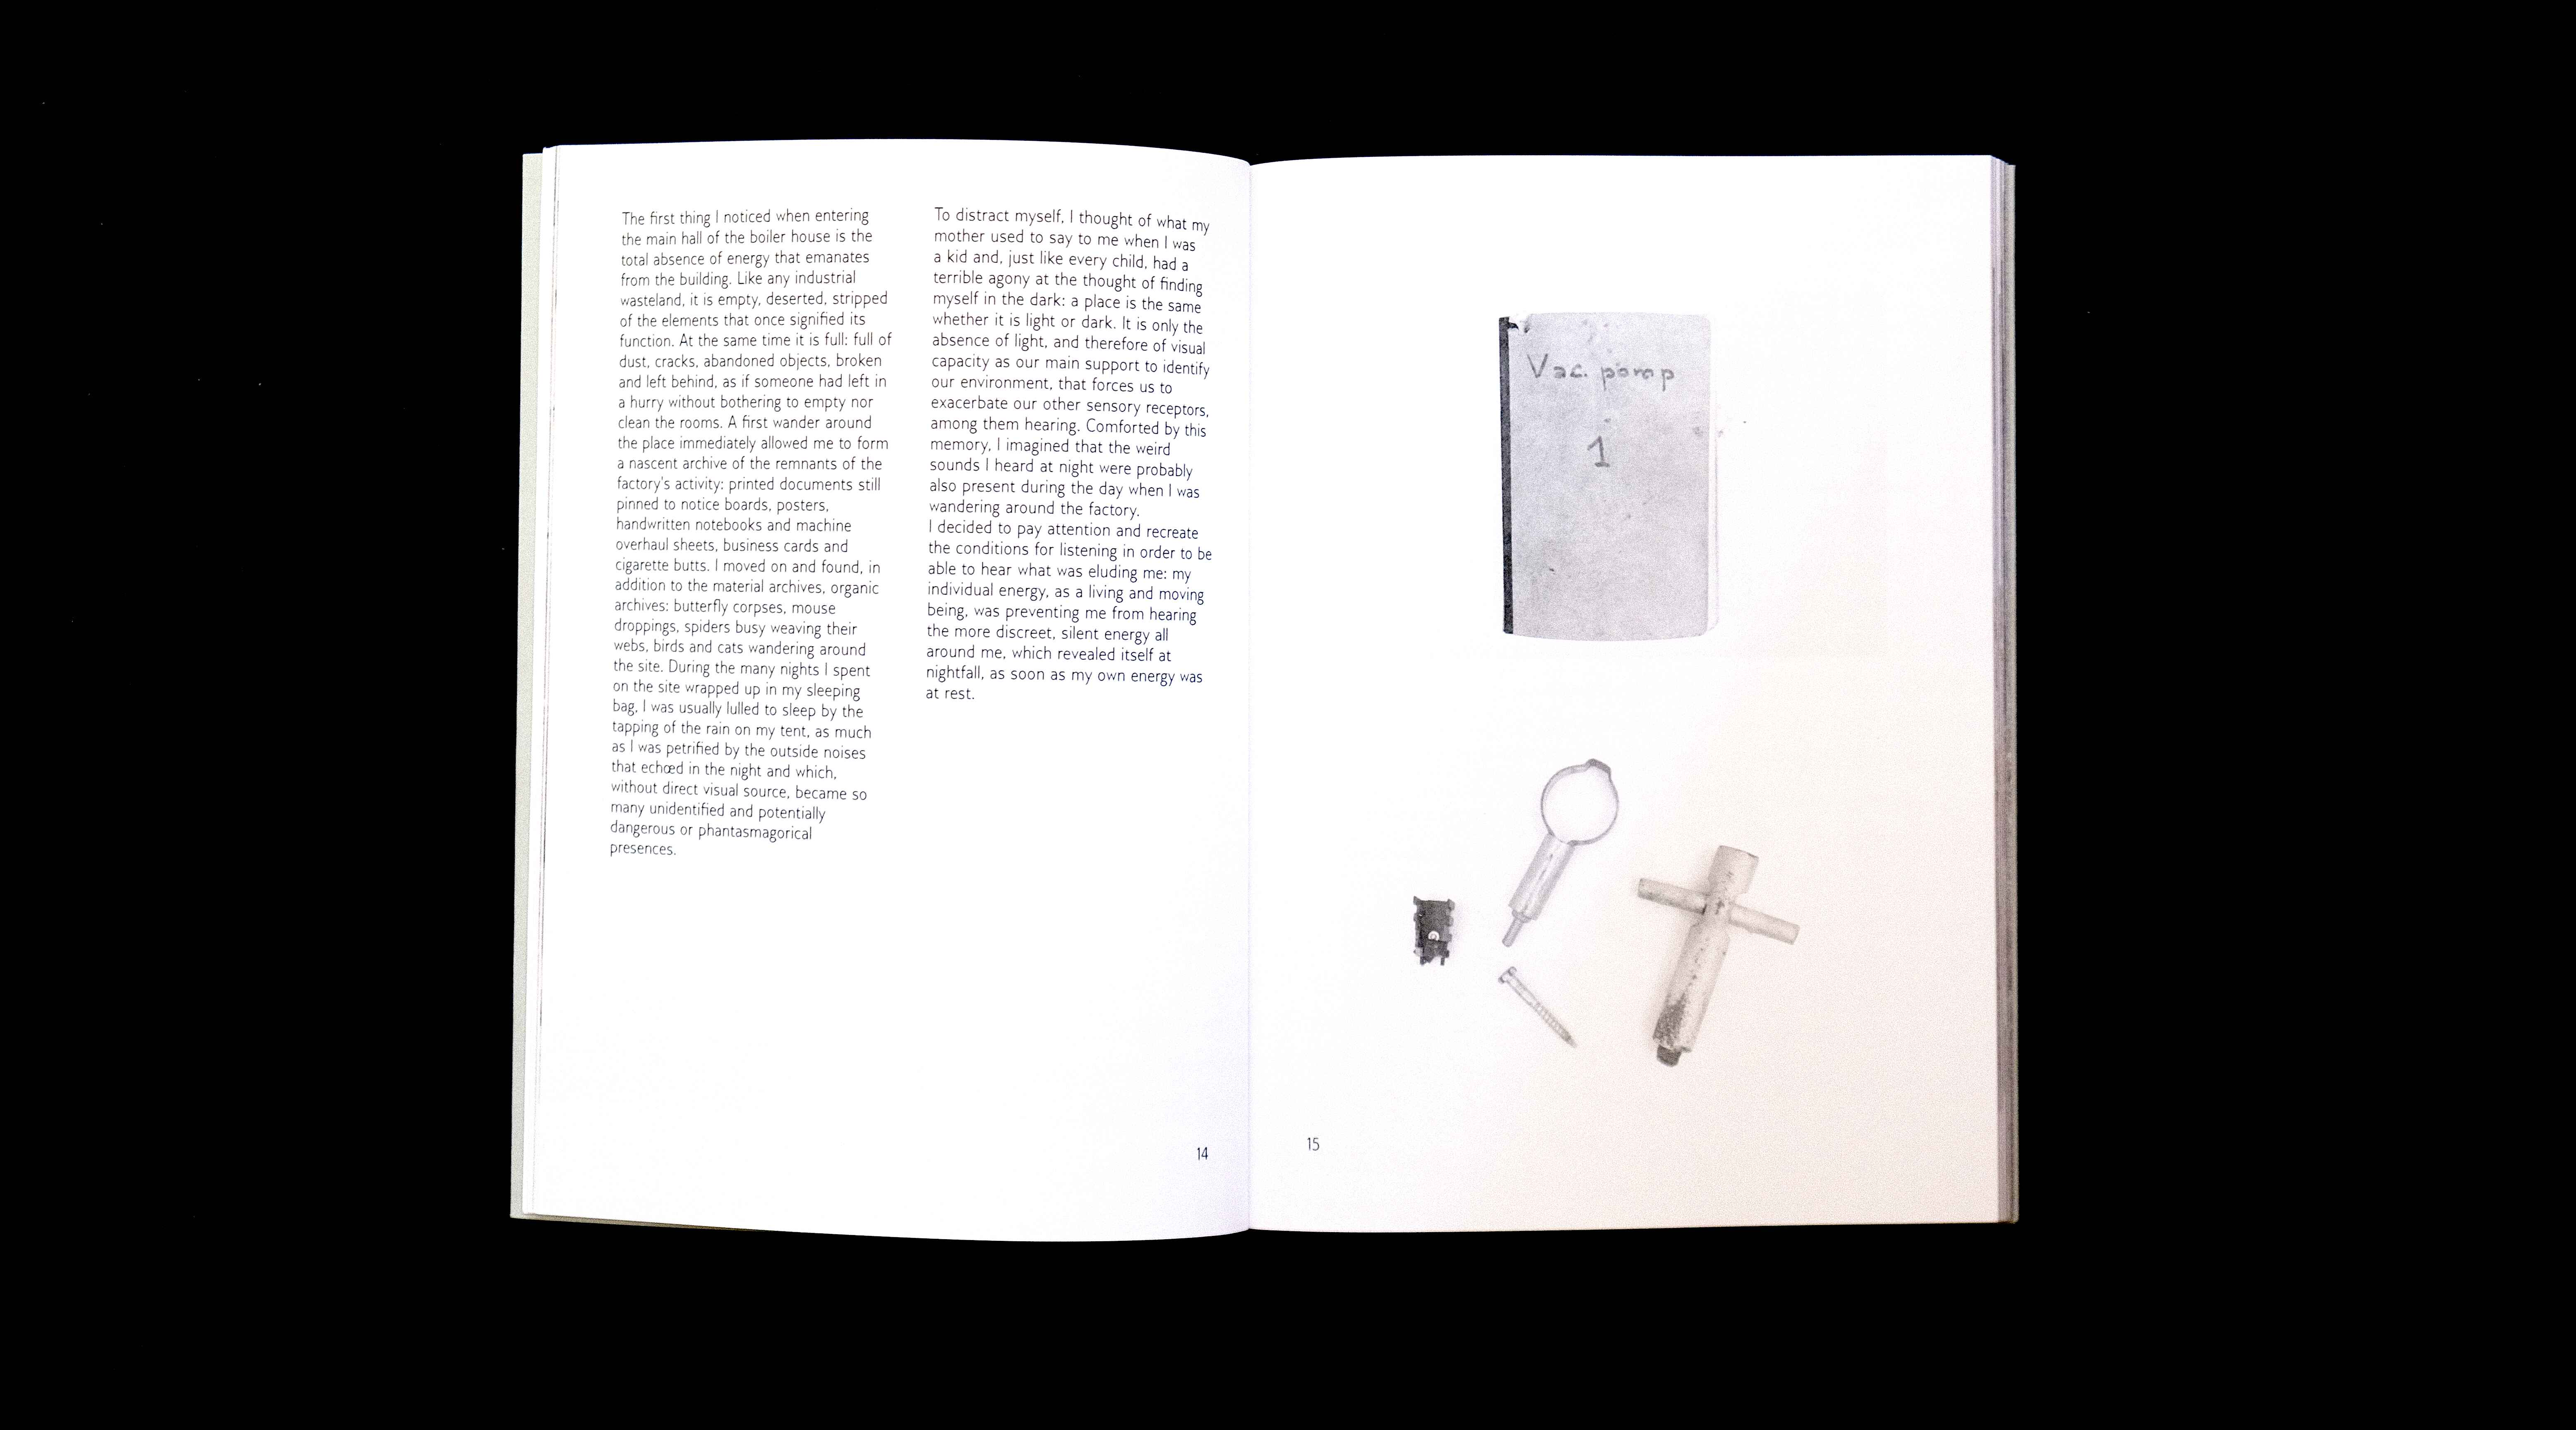 The first thing I noticed when entering
the main hall of the boiler house is the
total absence of energy that emanates
from the building. Like any industrial
wasteland, it is empty, deserted, stripped
of the elements that once signified its
function. At the same time it is full: full of
dust, cracks, abandoned objects, broken
and left behind, as if someone had left in
a hurry without bothering to empty nor
clean the rooms. A first wander around
the place immediately allowed me to form
a nascent archive of the remnants of the
factory's activity: printed documents still
pinned to notice boards, posters,
handwritten notebooks and machine
overhaul sheets, business cards and
cigarette butts. I moved on and found, in
addition to the material archives, organic
archives: butterfly corpses, mouse
droppings, spiders busy weaving their
webs, birds and cats wandering around
the site. During the many nights I spent
on the site wrapped up in my sleeping
bag, I was usually lulled to sleep by the
tapping of the rain on my tent, as much
as I was petrified by the outside noises
that echœd in the night and which,
without direct visual source, became so
many unidentified and potentially
dangerous or phantasmagorical
presences.
To distract myself, I thought of what my
mother used to say to me when I was
a kid and, just like every child, had a
terrible agony at the thought of finding
myself in the dark: a place is the same
whether it is light or dark. It is only the
absence of light, and therefore of visual
capacity as our main support to identify
our environment, that forces us to
exacerbate our other sensory receptors,
among them hearing. Comforted by this
memory, I imagined that the weird
sounds I heard at night were probably
also present during the day when I was
wandering around the factory.
I decided to pay attention and recreate
the conditions for listening in order to be
able to hear what was eluding me: my
individual energy, as a living and moving
being, was preventing me from hearing
the more discreet, silent energy all
around me, which revealed itself at
nightfall, as soon as my own energy was
at rest.
14
Vac. pomp
1
15